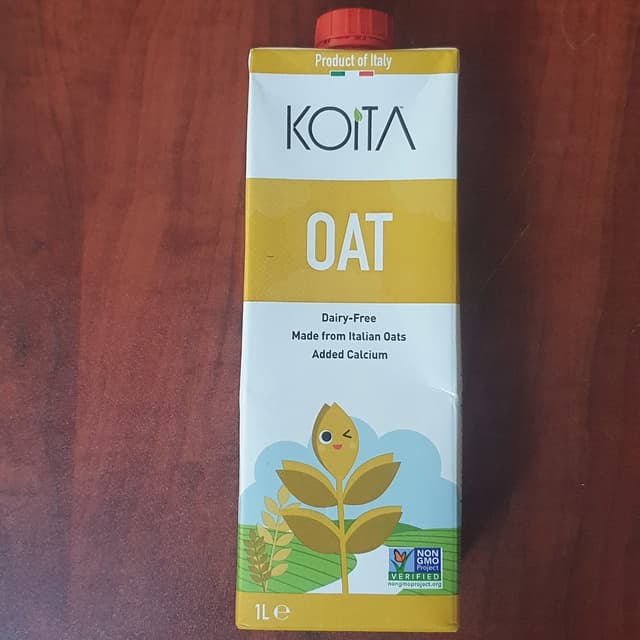 Product of Italy
KOiTA
OAT
Dairy-Free
Made from Italian Oats
Added Calcium
NON
GMO
Project
VERIFIED
nongmoproject.org
1L ℮